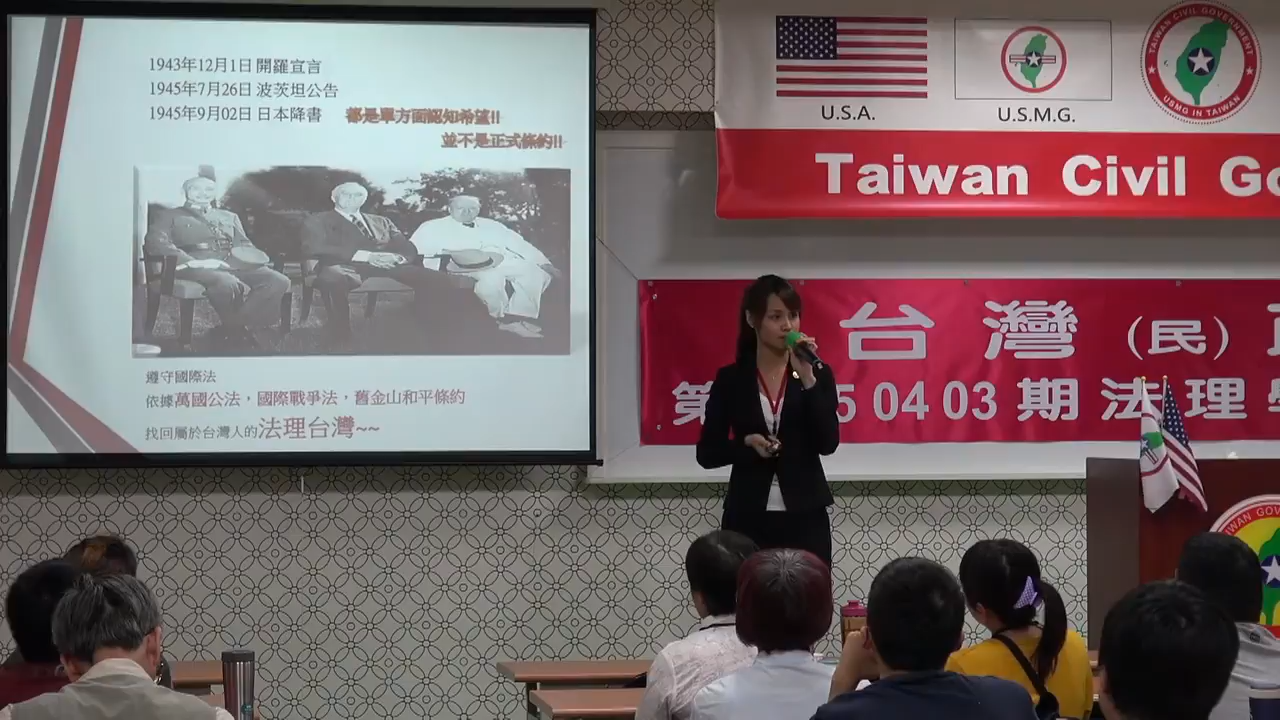 1943年12月1日 開羅宣言
1945年7月26日 波茨坦公告
1945年9月02日 日本降書 都是單方面認知希望!!
並不是正式條約!!
遵守國際法
依據萬國公法，國際戰爭法，舊金山和平條約
找回屬於台灣人的法理台灣~~
U.S.A.
U.S.M.G.
TAIWAN CIVIL GOVERNMENT
USMG IN TAIWAN
Taiwan Civil Go
台灣（民）
第 5 04 03 期 法 理